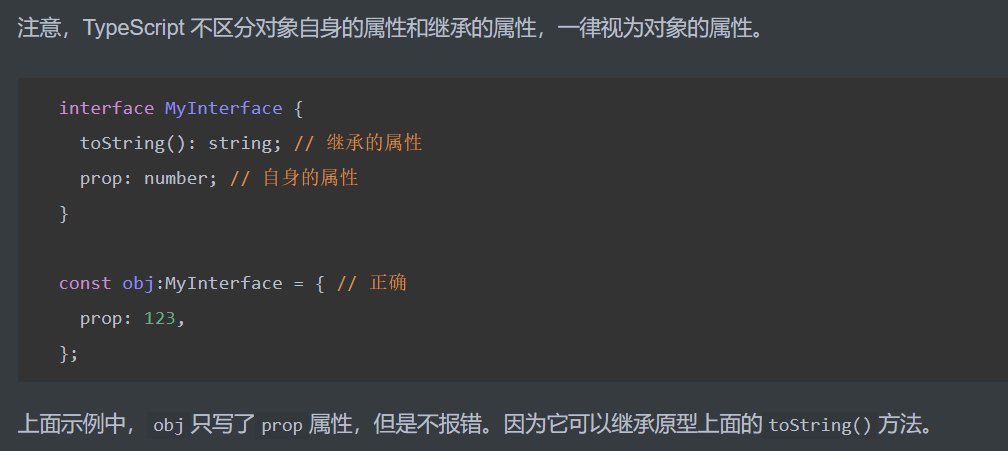 注意，TypeScript 不区分对象自身的属性和继承的属性，一律视为对象的属性。
interface MyInterface {
  toString(): string; // 继承的属性
  prop: number; // 自身的属性
}
const obj:MyInterface = { // 正确
  prop: 123,
};
上面示例中，obj 只写了 prop 属性，但是不报错。因为它可以继承原型上面的 toString() 方法。